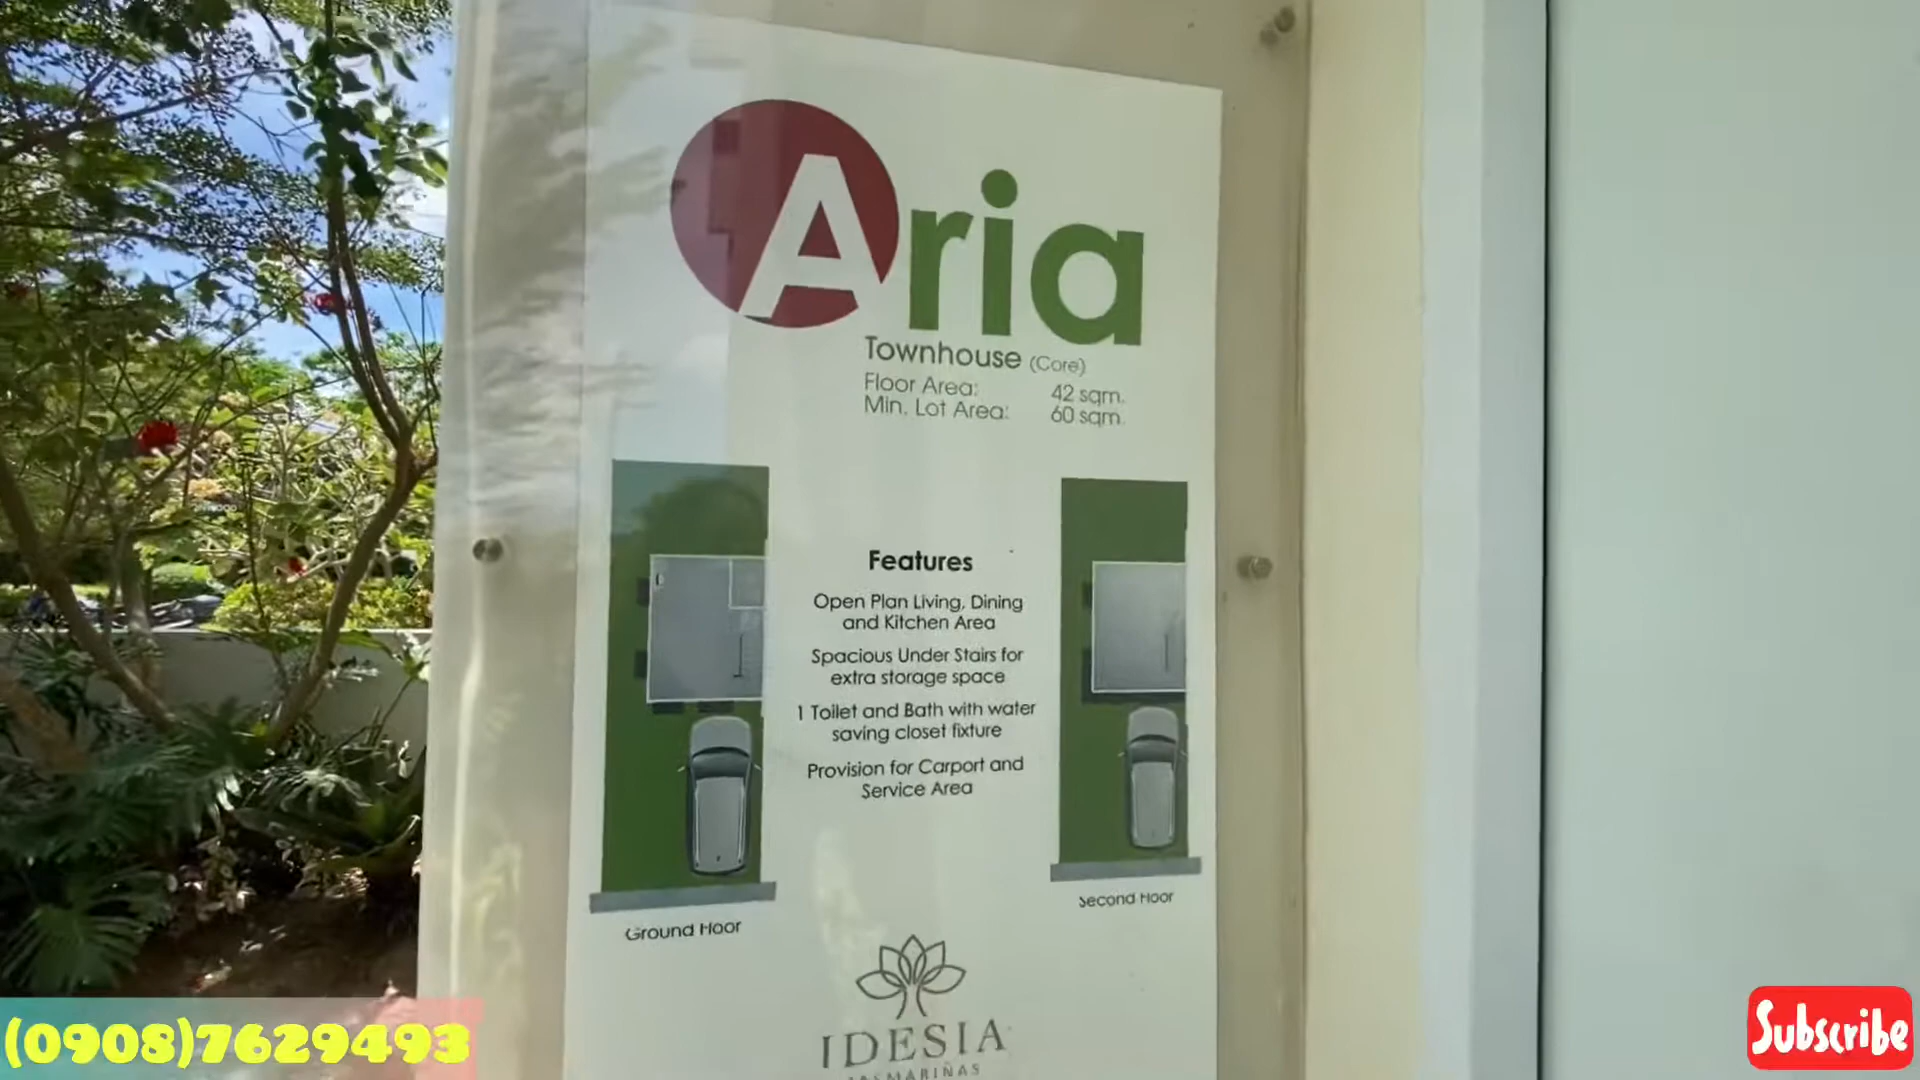 Aria
Townhouse (Core)
Floor Area: 42 sqm.
Min. Lot Area: 60 sqm.
Features
Open Plan Living, Dining
and Kitchen Area
Spacious Under Stairs for
extra storage space
1 Toilet and Bath with water
saving closet fixture
Provision for Carport and
Service Area
Ground Floor
Second Floor
IDESIA
(0908)7629493
Subscribe